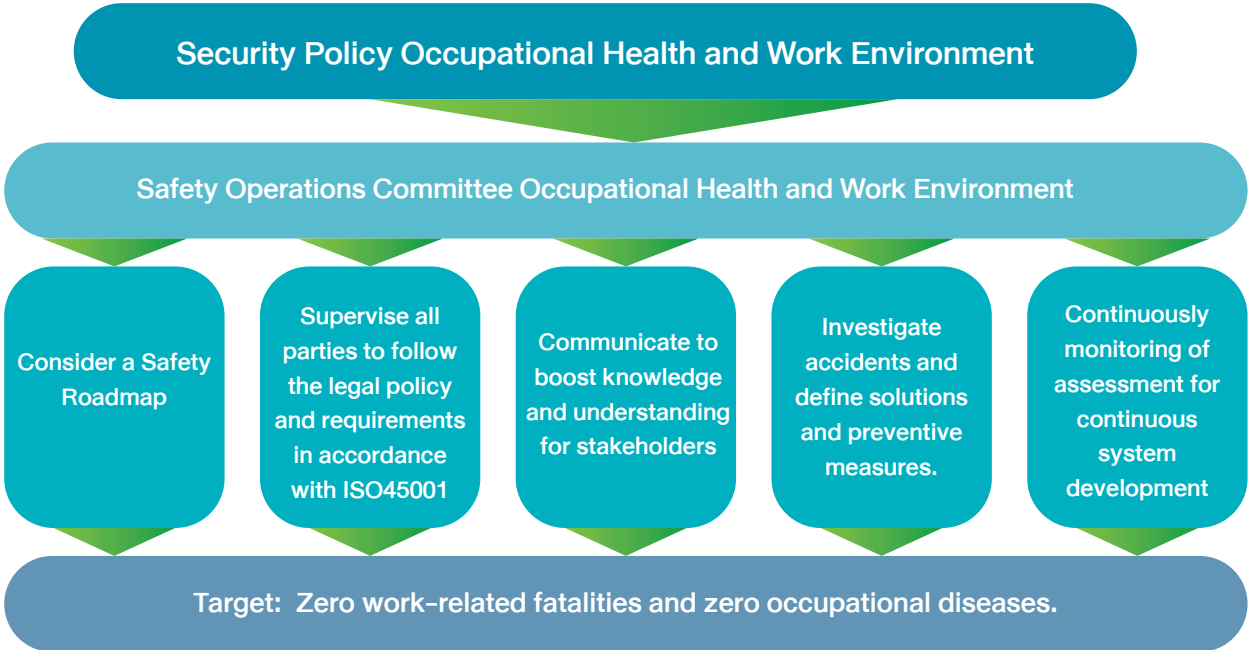 Security Policy Occupational Health and Work Environment
Safety Operations Committee Occupational Health and Work Environment
Consider a Safety
Roadmap
Supervise all
parties to follow
the legal policy
and requirements
in accordance
with ISO45001
Communicate to
boost knowledge
and understanding
for stakeholders
Investigate
accidents and
define solutions
and preventive
measures.
Continuously
monitoring of
assessment for
continuous
system
development
Target: Zero work-related fatalities and zero occupational diseases.